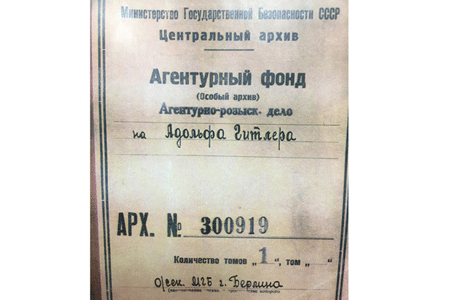 Министерство Государственной Безопасности СССР
Центральный архив
Агентурный фонд
(Особый архив)
Агентурно-розыск. дело
на Адольфа Гитлера
АРХ. № 300919
Количество томов „ 1 ", том „ "
МГБ г. Берлина